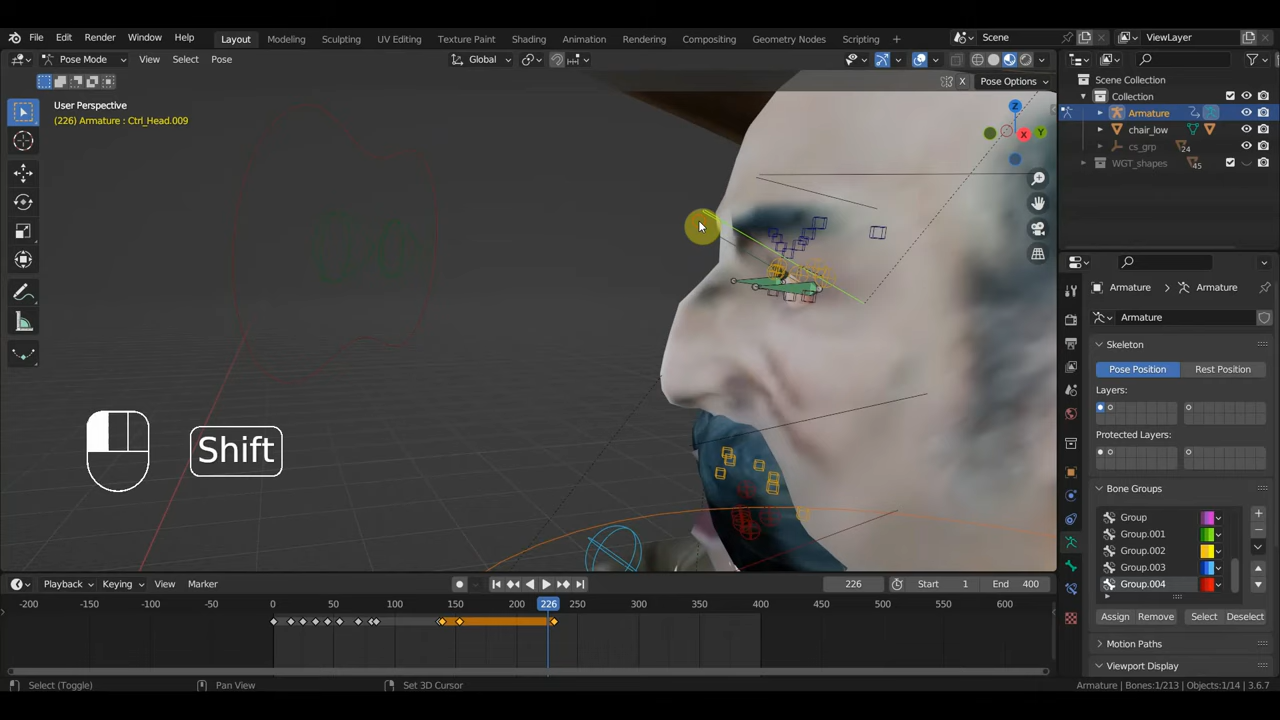 File Edit Render Window Help Layout Modeling Sculpting UV Editing Texture Paint Shading Animation Rendering Compositing Geometry Nodes Scripting + Scene ViewLayer
Pose Mode View Select Pose Global
X Pose Options
Scene Collection
Collection
Armature
chair_low
cs_grp 24
WGT_shapes 45
User Perspective
(226) Armature : Ctrl_Head.009
Z
X
Y
Armature Armature
Armature
Skeleton
Pose Position Rest Position
Layers:
Protected Layers:
Bone Groups
Group
Group.001
Group.002
Group.003
Group.004
Assign Remove Select Deselect
Motion Paths
Viewport Display
Shift
Playback Keying View Marker 226 Start 1 End 400
-200 -150 -100 -50 0 50 100 150 200 226 250 300 350 400 450 500 550 600
Select (Toggle) Pan View Set 3D Cursor Armature | Bones:1/213 | Objects:1/14 | 3.6.7